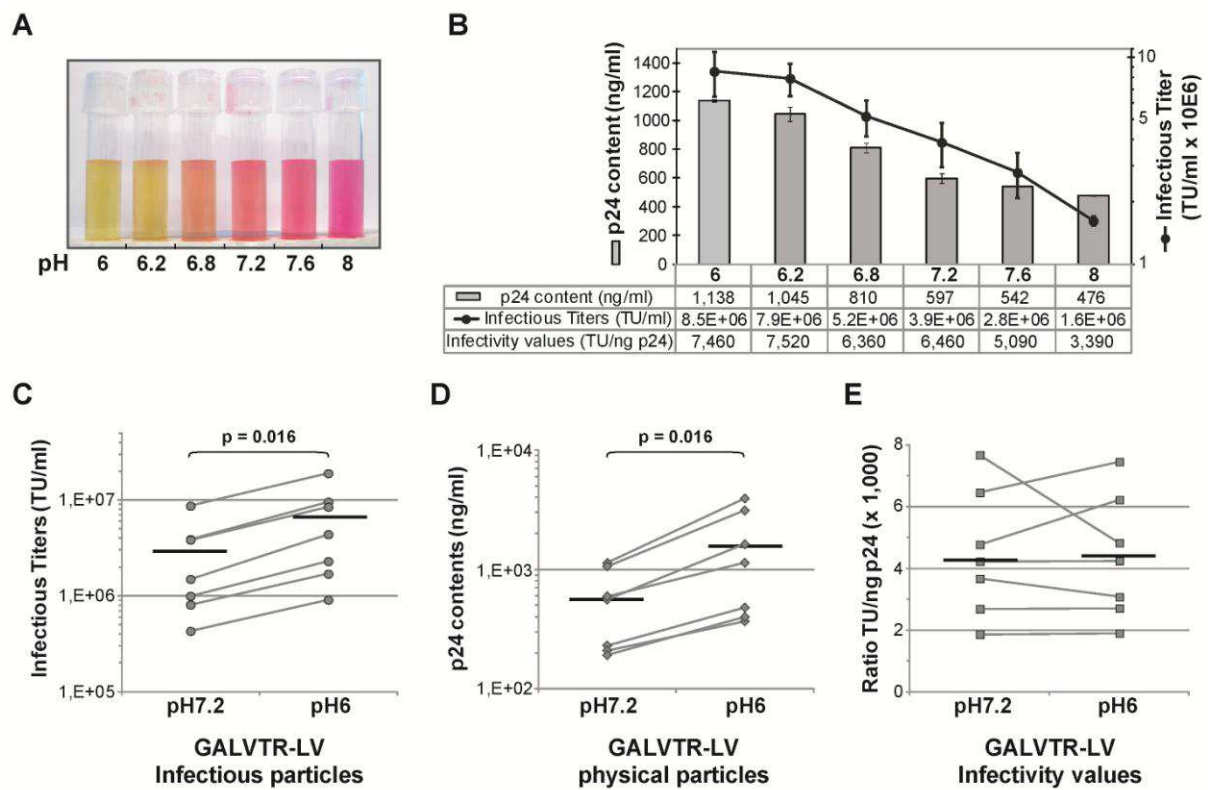 A
pH 6 6.2 6.8 7.2 7.6 8
B
p24 content (ng/ml)
1400
1200
1000
800
600
400
200
0
10
5
1
Infectious Titer
(TU/ml x 10E6)
6 6.2 6.8 7.2 7.6 8
p24 content (ng/ml) 1,138 1,045 810 597 542 476
Infectious Titers (TU/ml) 8.5E+06 7.9E+06 5.2E+06 3.9E+06 2.8E+06 1.6E+06
Infectivity values (TU/ng p24) 7,460 7,520 6,360 6,460 5,090 3,390
C
Infectious Titers (TU/ml)
p = 0.016
1,E+07
1,E+06
1,E+05
pH7.2 pH6
GALVTR-LV
Infectious particles
D
p24 contents (ng/ml)
p = 0.016
1,E+04
1,E+03
1,E+02
pH7.2 pH6
GALVTR-LV
physical particles
E
Ratio TU/ng p24 (x 1,000)
8
6
4
2
0
pH7.2 pH6
GALVTR-LV
Infectivity values